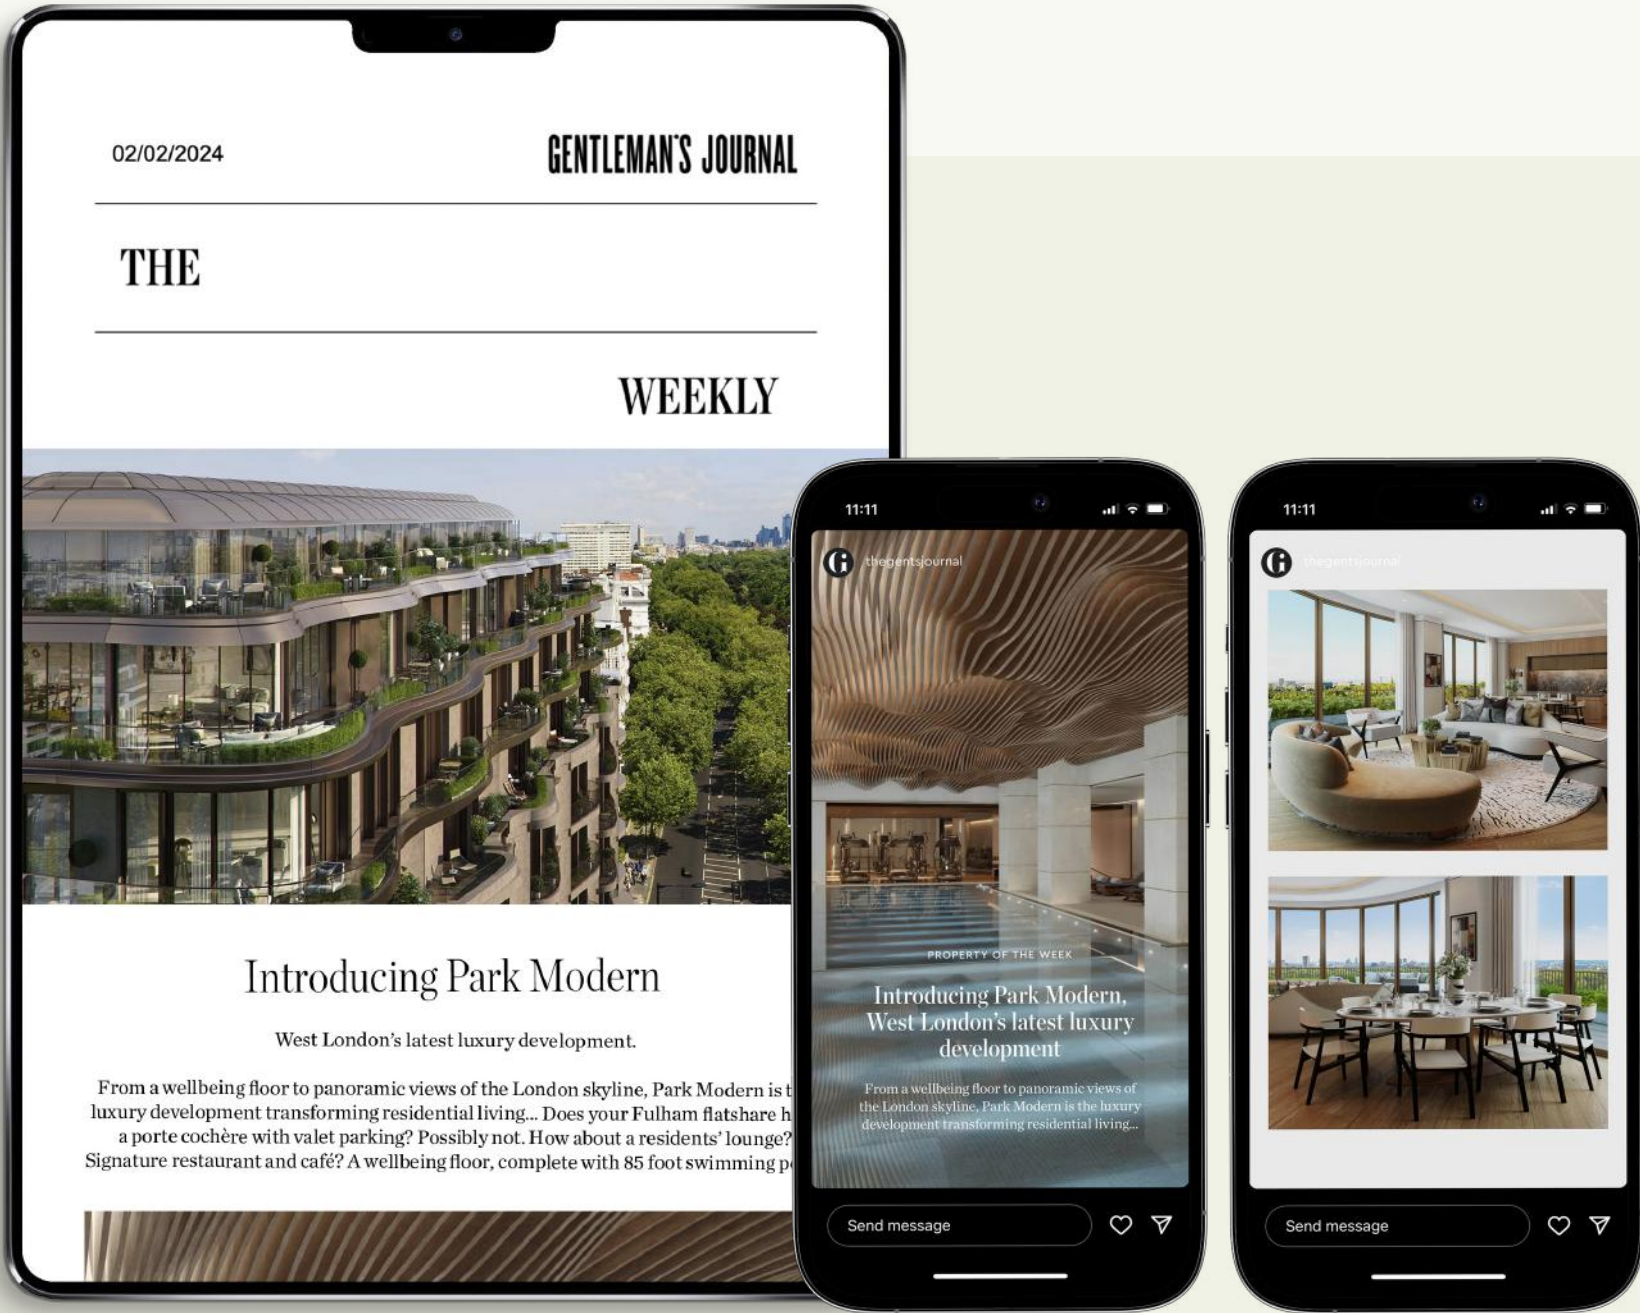 02/02/2024
GENTLEMAN'S JOURNAL
THE
WEEKLY
Introducing Park Modern
West London's latest luxury development.
From a wellbeing floor to panoramic views of the London skyline, Park Modern is
luxury development transforming residential living... Does your Fulham flatshare
a porte cochère with valet parking? Possibly not. How about a residents' lounge?
Signature restaurant and café? A wellbeing floor, complete with 85 foot swimming
11:11
thegentsjournal
PROPERTY OF THE WEEK
Introducing Park Modern,
West London's latest luxury
development
From a wellbeing floor to panoramic views of
the London skyline, Park Modern is the luxury
development transforming residential living...
Send message
11:11
thegentsjournal
Send message